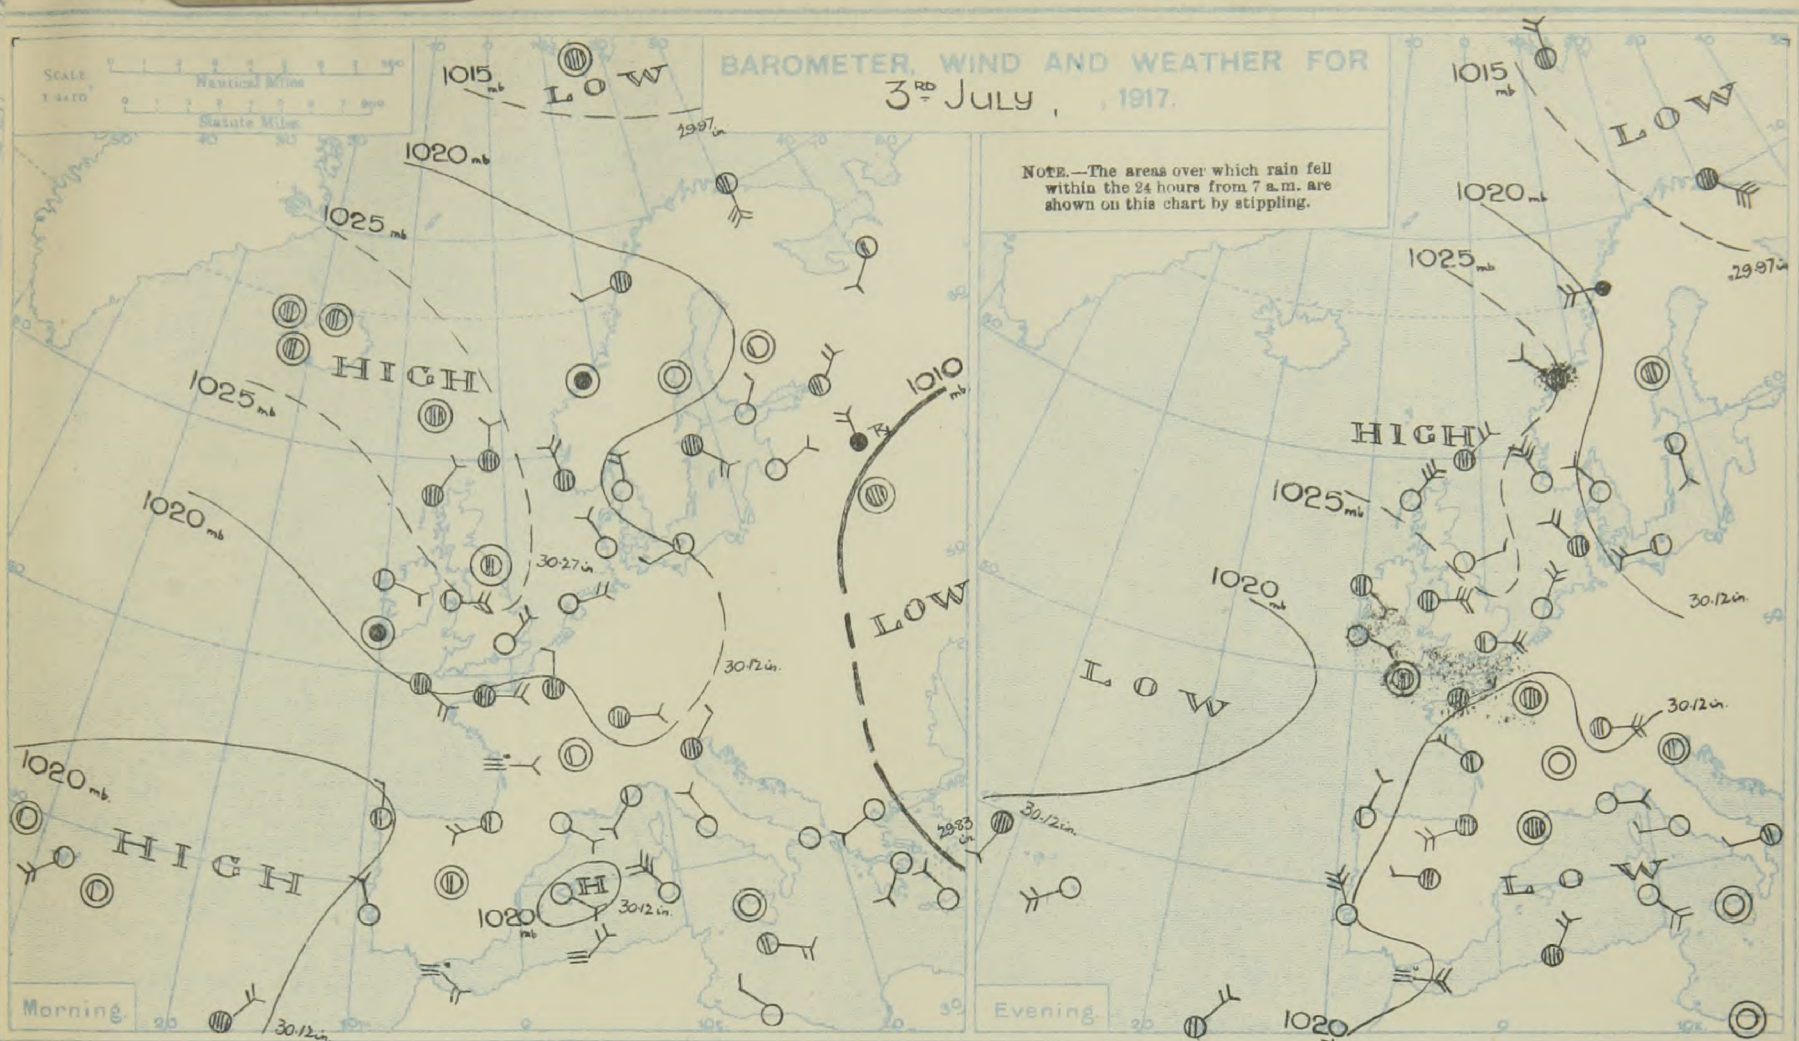 BAROMETER, WIND AND WEATHER FOR
3RD JULY, 1917.
SCALE
Nautical Miles
Statute Miles
NOTE.—The areas over which rain fell
within the 24 hours from 7 a.m. are
shown on this chart by stippling.
1015 mb
LOW
29.97 in
1020 mb
1025 mb
HIGH
1025 mb
1010 mb
1020 mb
30.27 in.
LOW
30.12 in.
1020 mb.
HIGH
29.83 in
H
1020 mb
30.12 in.
30.12 in.
Morning.
1015 mb
LOW
1020 mb
1025 mb
29.97 in
HIGH
1025 mb
1020 mb
30.12 in.
LOW
30.12 in.
30.12 in.
LOW
1020
Evening.